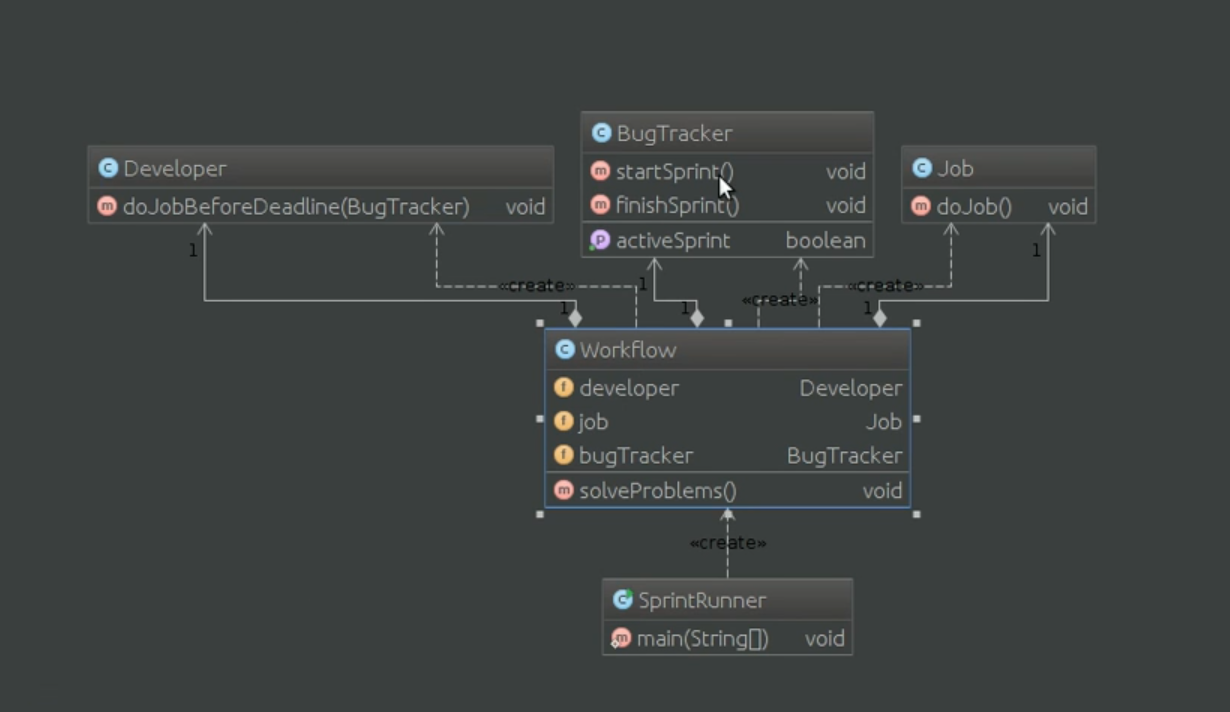 BugTracker
startSprint() void
finishSprint() void
activeSprint boolean
Developer
doJobBeforeDeadline(BugTracker) void
Job
doJob() void
1
1
1
«create»
«create»
«create»
1
1
1
Workflow
developer Developer
job Job
bugTracker BugTracker
solveProblems() void
«create»
SprintRunner
main(String[]) void